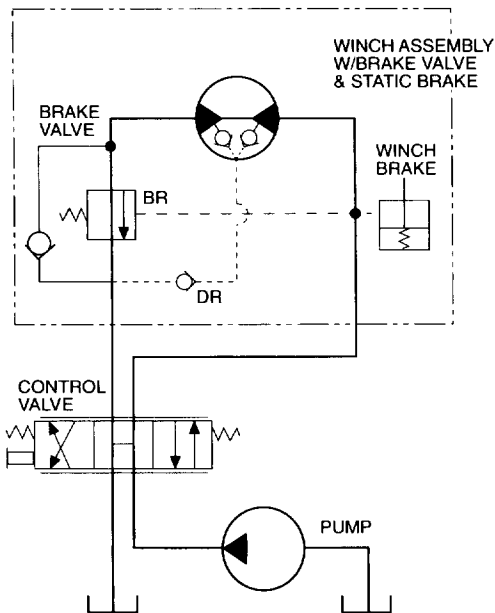 WINCH ASSEMBLY
W/BRAKE VALVE
& STATIC BRAKE
BRAKE
VALVE
WINCH
BRAKE
BR
DR
CONTROL
VALVE
PUMP